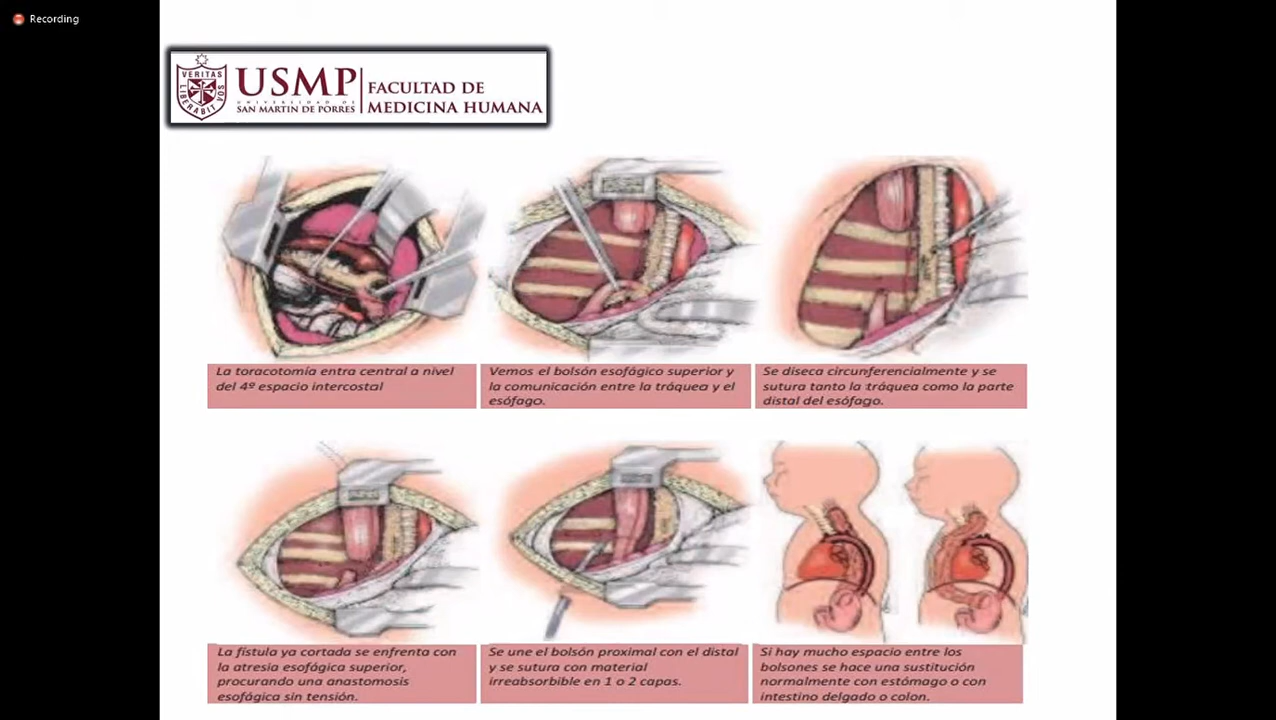 Recording
VERITAS
LIBERABIT VOS
USMP
UNIVERSIDAD DE
SAN MARTIN DE PORRES
FACULTAD DE
MEDICINA HUMANA
La toracotomía entra central a nivel
del 4º espacio intercostal
Vemos el bolsón esofágico superior y
la comunicación entre la tráquea y el
esófago.
Se diseca circunferencialmente y se
sutura tanto la tráquea como la parte
distal del esófago.
La fístula ya cortada se enfrenta con
la atresia esofágica superior,
procurando una anastomosis
esofágica sin tensión.
Se une el bolsón proximal con el distal
y se sutura con material
irreabsorbible en 1 o 2 capas.
Si hay mucho espacio entre los
bolsones se hace una sustitución
normalmente con estómago o con
intestino delgado o colon.